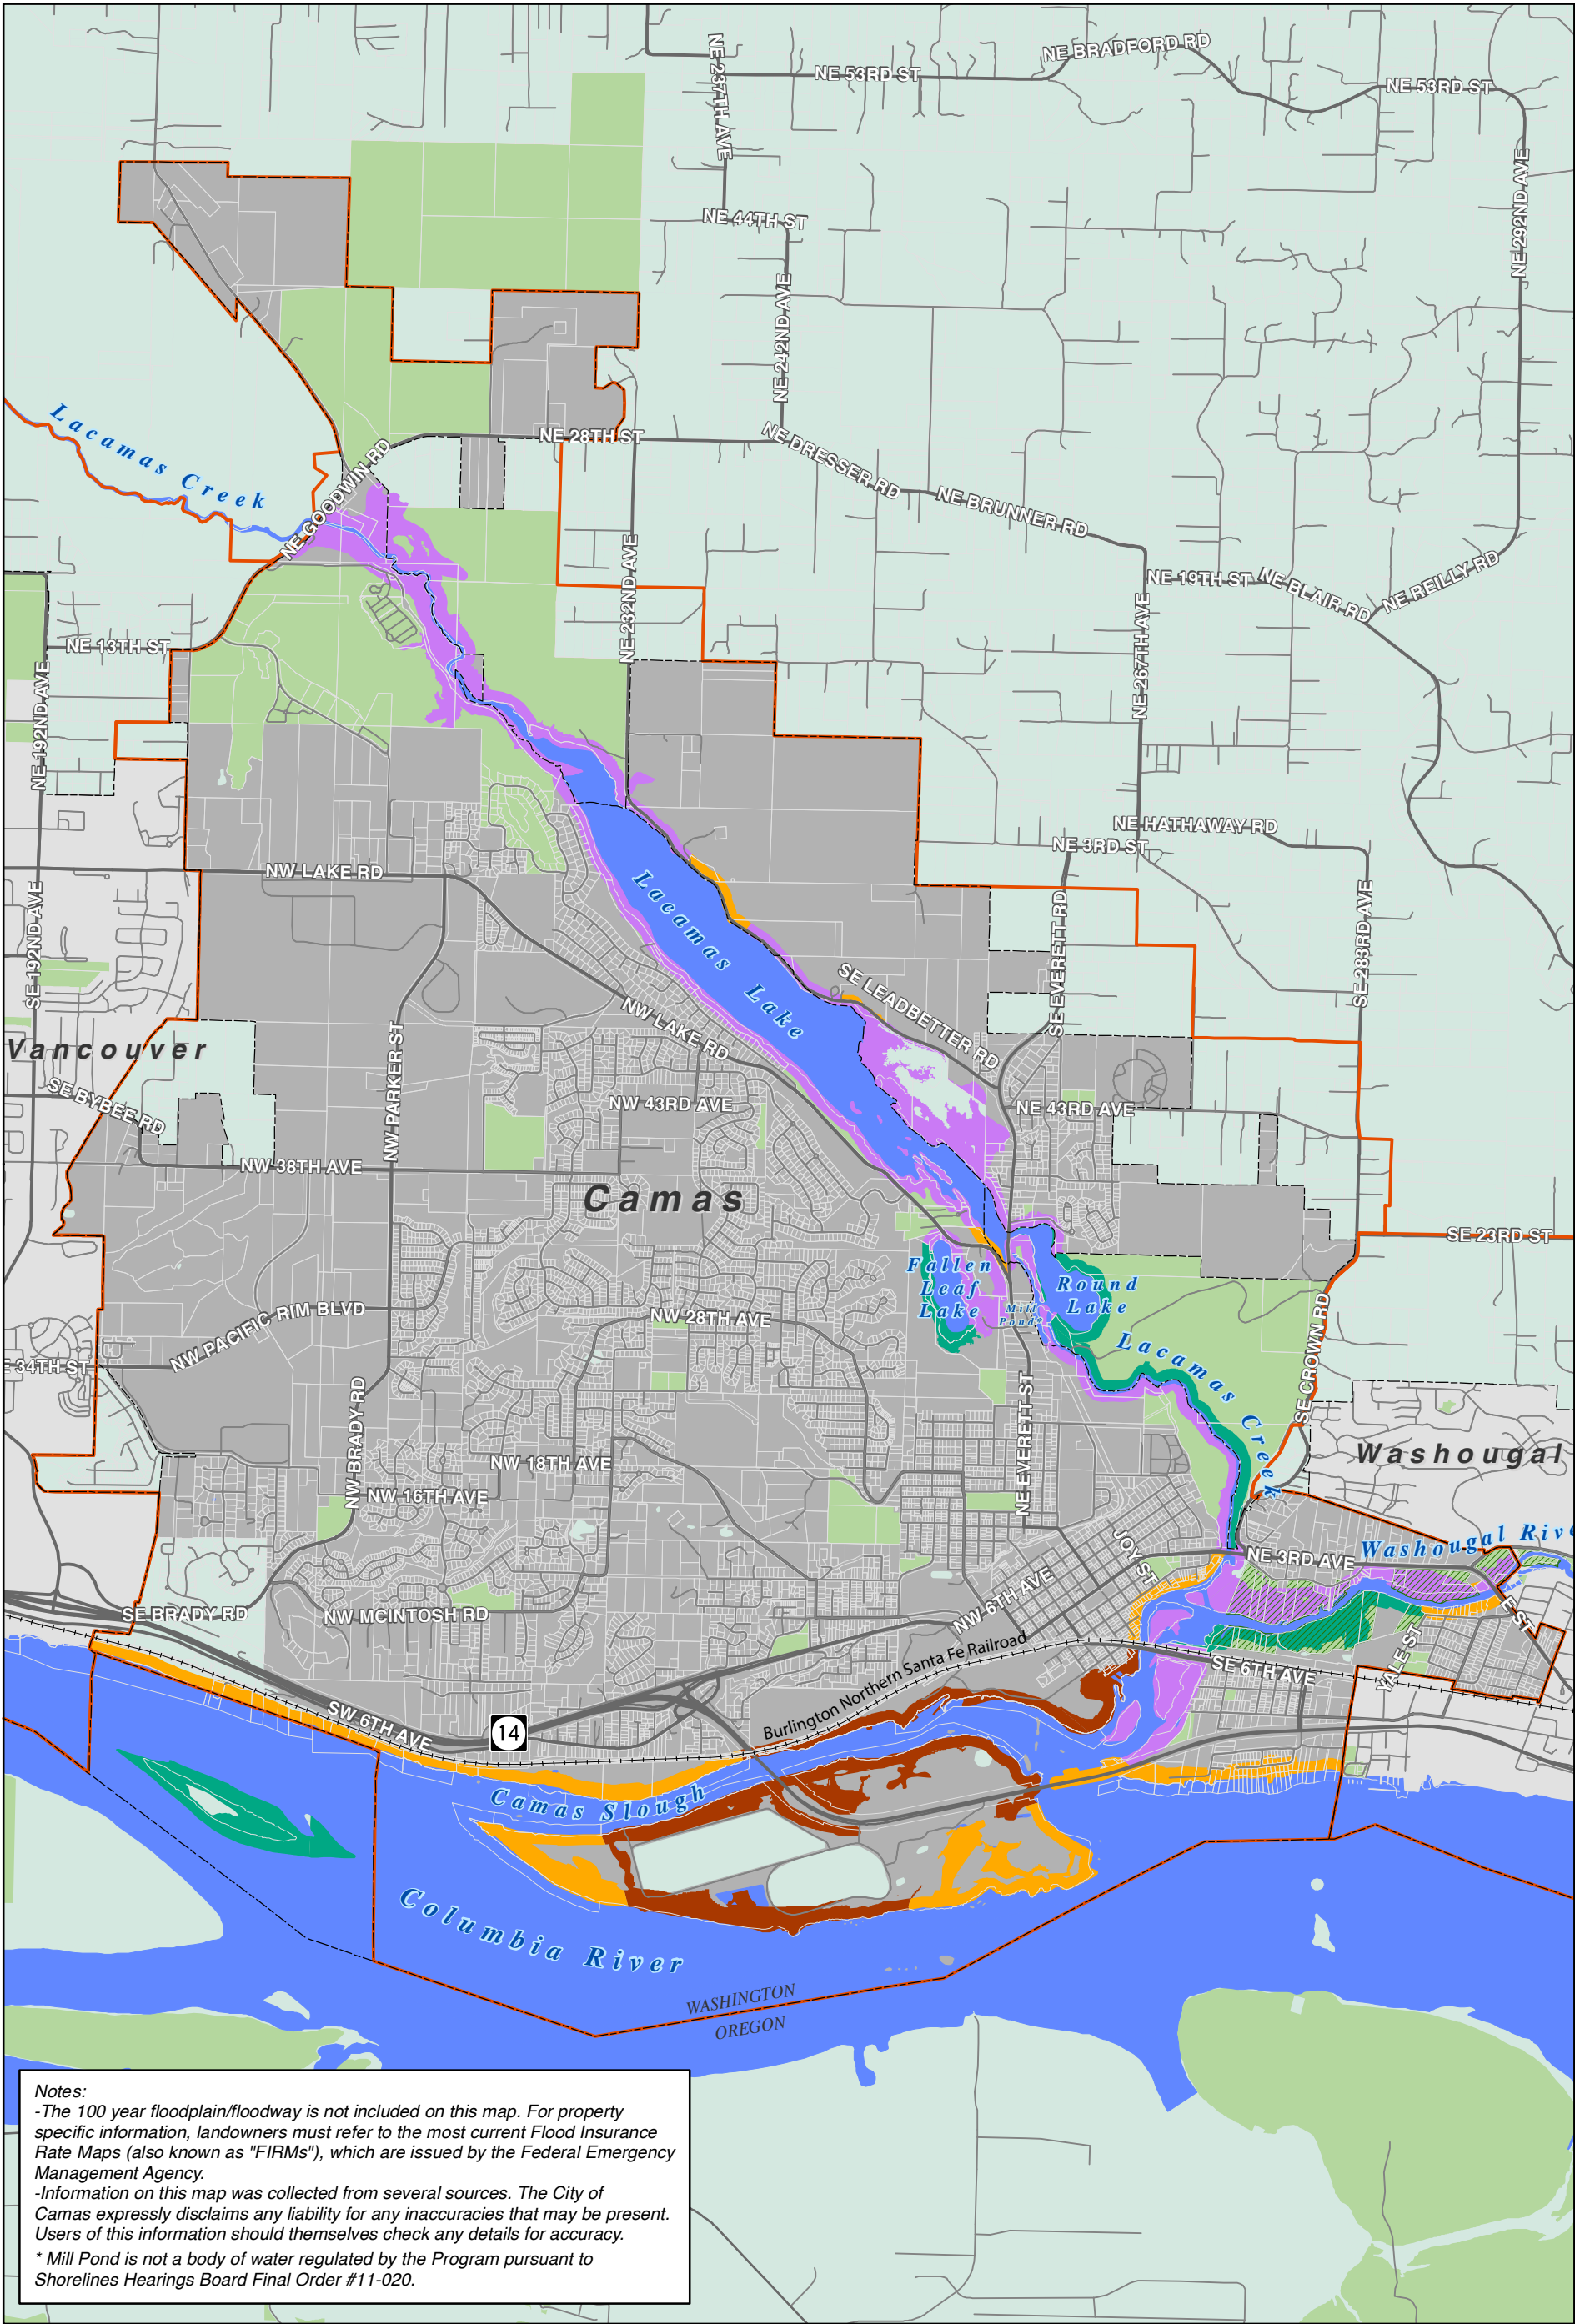 NE BRADFORD RD
NE 53RD ST
NE 53RD ST
NE 237TH AVE
NE 292ND AVE
NE 44TH ST
NE 242ND AVE
Lacamas Creek
NE GOODWIN RD
NE 28TH ST
NE DRESSER RD
NE BRUNNER RD
NE 232ND AVE
NE 19TH ST
NE BLAIR RD
NE REILLY RD
NE 267TH AVE
NE 13TH ST
NE 192ND AVE
NE HATHAWAY RD
NE 3RD ST
NW LAKE RD
SE 192ND AVE
Lacamas Lake
SE EVERETT RD
SE 283RD AVE
SE LEADBETTER RD
NW LAKE RD
Vancouver
NW PARKER ST
SE BYBEE RD
NW 43RD AVE
NE 43RD AVE
NW 38TH AVE
Camas
SE 23RD ST
Fallen
Leaf
Lake
Round
Lake
Mill
Pond
NW PACIFIC RIM BLVD
NW 28TH AVE
E 34TH ST
Lacamas Creek
SE CROWN RD
NW BRADY RD
NE EVERETT ST
Washougal
NW 18TH AVE
NW 16TH AVE
JOY ST
Washougal Rive
NE 3RD AVE
NW 6TH AVE
SE BRADY RD
NW MCINTOSH RD
E ST
YALE ST
Burlington Northern Santa Fe Railroad
SE 6TH AVE
SW 6TH AVE
14
Camas Slough
Columbia River
WASHINGTON
OREGON
Notes:
-The 100 year floodplain/floodway is not included on this map. For property
specific information, landowners must refer to the most current Flood Insurance
Rate Maps (also known as "FIRMs"), which are issued by the Federal Emergency
Management Agency.
-Information on this map was collected from several sources. The City of
Camas expressly disclaims any liability for any inaccuracies that may be present.
Users of this information should themselves check any details for accuracy.
* Mill Pond is not a body of water regulated by the Program pursuant to
Shorelines Hearings Board Final Order #11-020.